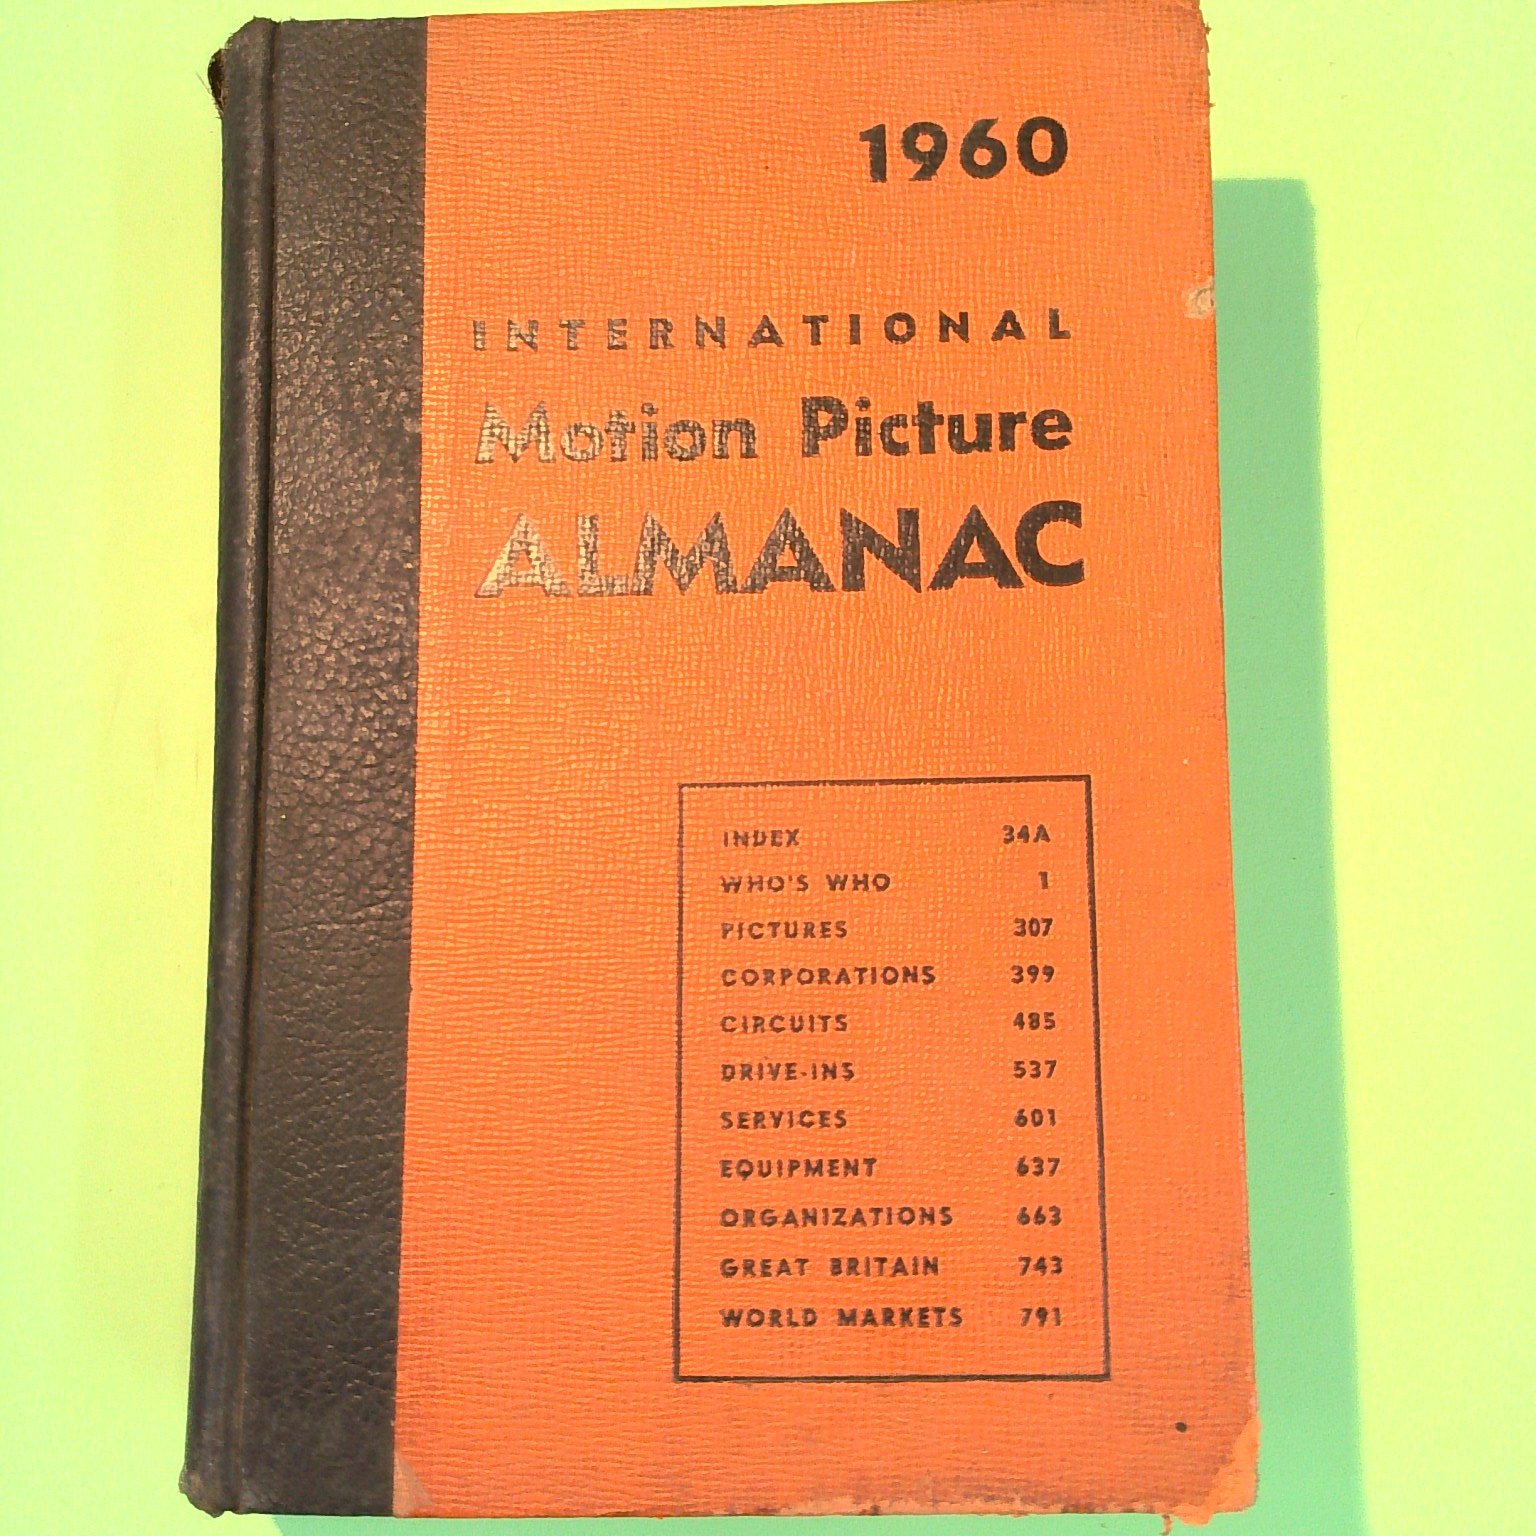 1960
INTERNATIONAL
Motion Picture
ALMANAC
INDEX 34A
WHO'S WHO 1
PICTURES 307
CORPORATIONS 399
CIRCUITS 485
DRIVE-INS 537
SERVICES 601
EQUIPMENT 637
ORGANIZATIONS 663
GREAT BRITAIN 743
WORLD MARKETS 791